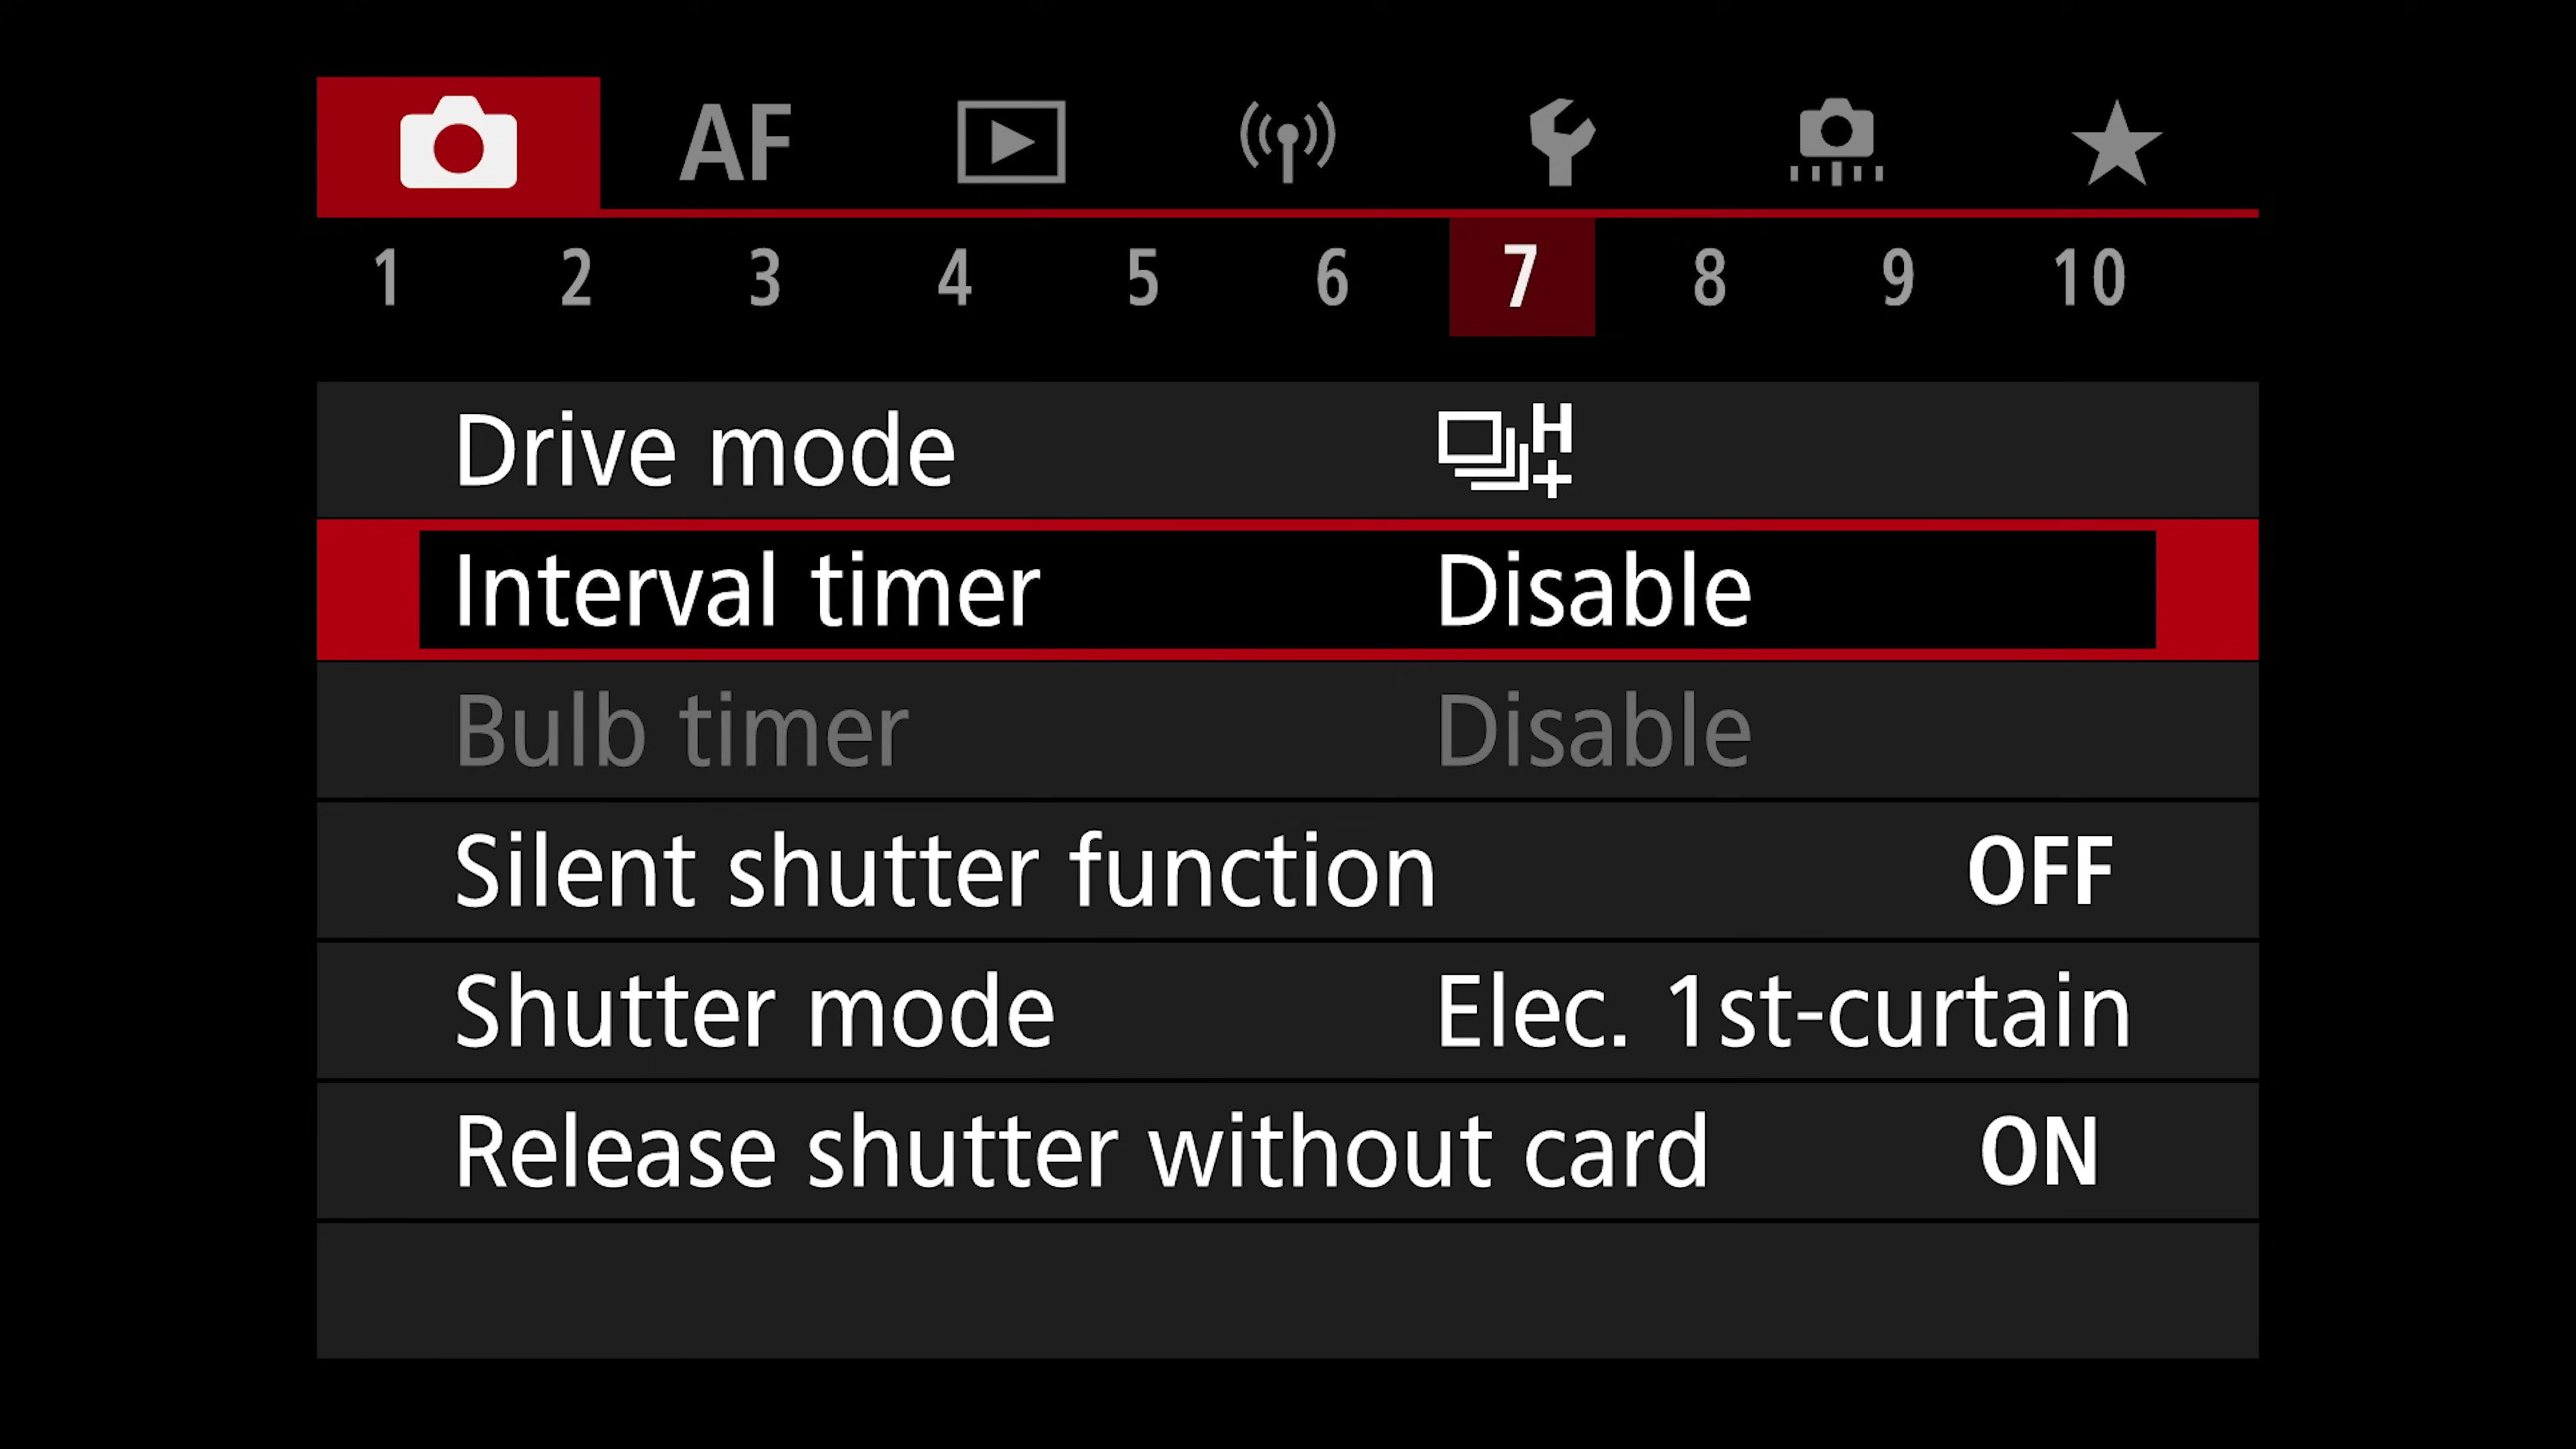 AF
1 2 3 4 5 6 7 8 9 10
Drive mode H+
Interval timer Disable
Bulb timer Disable
Silent shutter function OFF
Shutter mode Elec. 1st-curtain
Release shutter without card ON